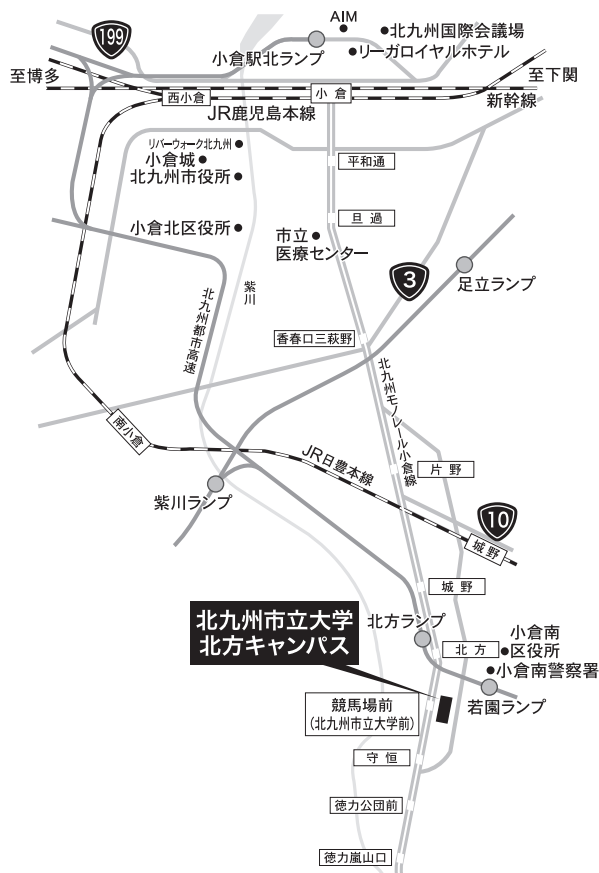 AIM
199
北九州国際会議場
小倉駅北ランプ
リーガロイヤルホテル
至博多
至下関
西小倉
小倉
新幹線
JR鹿児島本線
リバーウォーク北九州
小倉城
北九州市役所
平和通
旦過
小倉北区役所
市立
医療センター
3
足立ランプ
紫川
北九州都市高速
香春口三萩野
北九州モノレール小倉線
南小倉
JR日豊本線
片野
紫川ランプ
10
城野
城野
北九州市立大学
北方キャンパス
北方ランプ
北方
小倉南
区役所
小倉南警察署
若園ランプ
競馬場前
(北九州市立大学前)
守恒
徳力公団前
徳力嵐山口